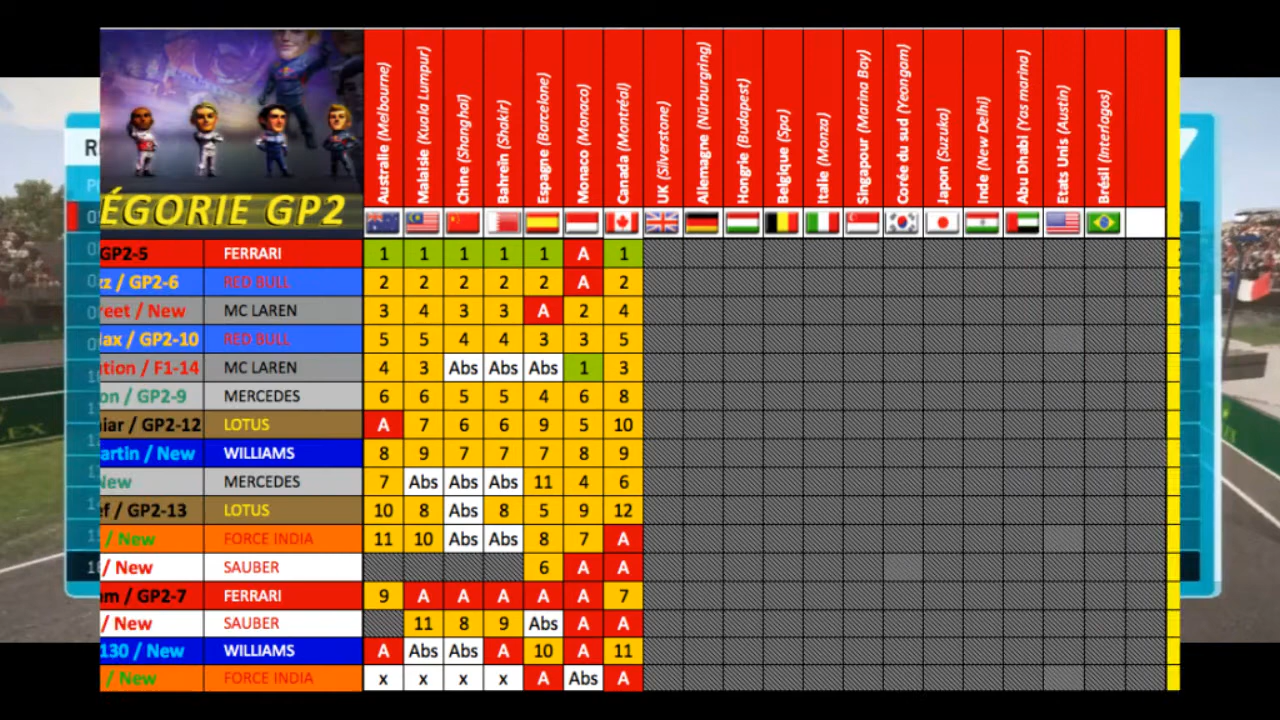 Australie (Melbourne) Malaisie (Kuala Lumpur) Chine (Shanghaï) Bahreïn (Shakir) Espagne (Barcelone) Monaco (Monaco) Canada (Montréal) UK (Silverstone) Allemagne (Nürburgring) Hongrie (Budapest) Belgique (Spa) Italie (Monza) Singapour (Marina Bay) Corée du sud (Yeongam) Japon (Suzuka) Inde (New Delhi) Abu Dhabi (Yas marina) Etats Unis (Austin) Brésil (Interlagos)
ÉGORIE GP2
GP2-5 FERRARI 1 1 1 1 1 A 1
zz / GP2-6 RED BULL 2 2 2 2 2 A 2
reet / New MC LAREN 3 4 3 3 A 2 4
ax / GP2-10 RED BULL 5 5 4 4 3 3 5
tion / F1-14 MC LAREN 4 3 Abs Abs Abs 1 3
on / GP2-9 MERCEDES 6 6 5 5 4 6 8
iar / GP2-12 LOTUS A 7 6 6 9 5 10
artin / New WILLIAMS 8 9 7 7 7 8 9
New MERCEDES 7 Abs Abs Abs 11 4 6
ef / GP2-13 LOTUS 10 8 Abs 8 5 9 12
/ New FORCE INDIA 11 10 Abs Abs 8 7 A
/ New SAUBER 6 A A
m / GP2-7 FERRARI 9 A A A A A 7
/ New SAUBER 11 8 9 Abs A A
130 / New WILLIAMS A Abs Abs A 10 A 11
/ New FORCE INDIA x x x x A Abs A